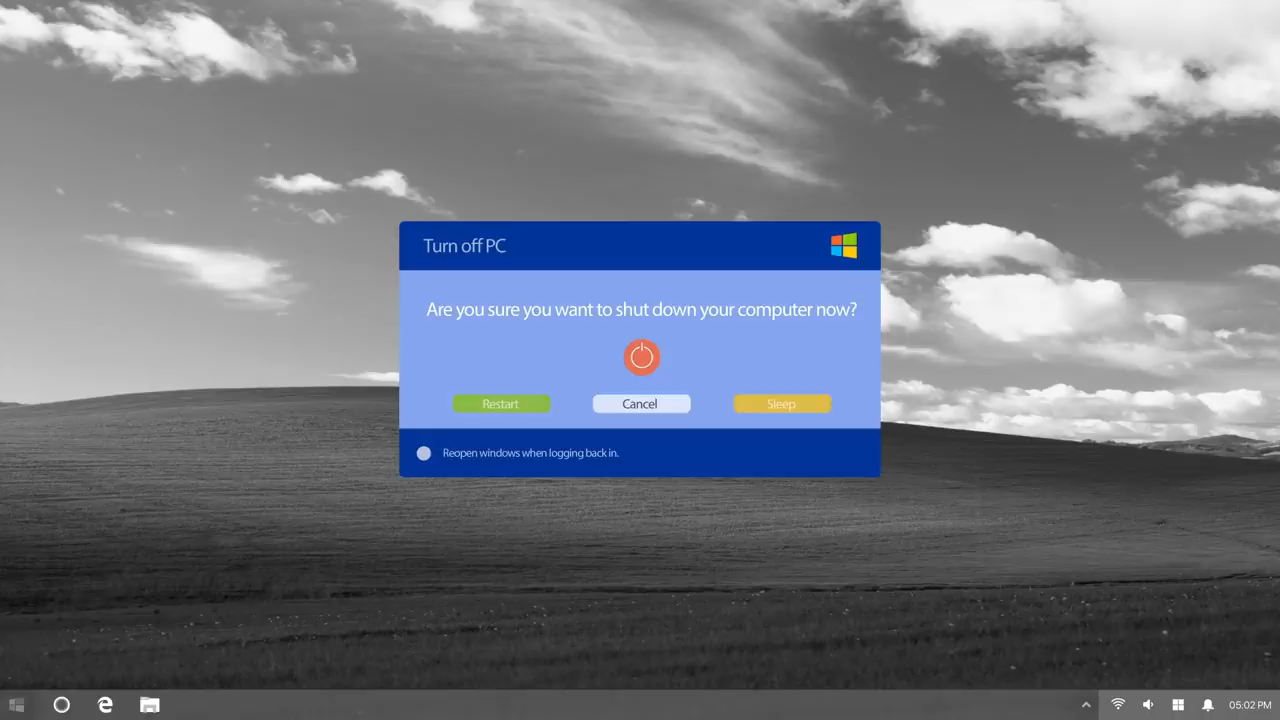 Turn off PC
Are you sure you want to shut down your computer now?
Restart
Cancel
Sleep
Reopen windows when logging back in.
05:02 PM